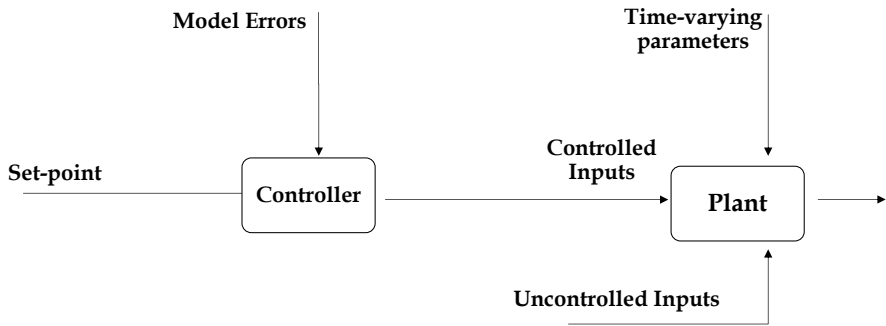 Model Errors
Time-varying
parameters
Set-point
Controller
Controlled
Inputs
Plant
Uncontrolled Inputs